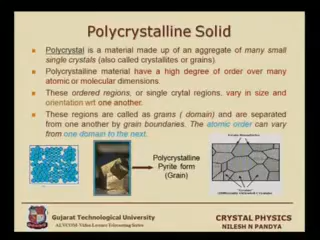 Polycrystalline Solid
Polycrystal is a material made up of an aggregate of many small
single crystals (also called crystallites or grains).
Polycrystalline material have a high degree of order over many
atomic or molecular dimensions.
These ordered regions, or single crytal regions, vary in size and
orientation wrt one another.
These regions are called as grains ( domain) and are separated
from one another by grain boundaries. The atomic order can vary
from one domain to the next.
Grain Boundaries
Polycrystalline
Pyrite form
(Grain)
Gujarat Technological University
CRYSTAL PHYSICS
NILESH N PANDYA